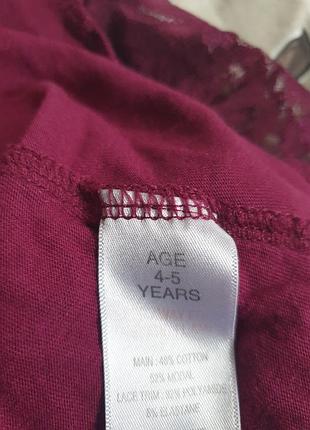 AGE
4-5
YEARS
MAIN : 48% COTTON
52% MODAL
LACE TRIM : 92% POLYAMIDE
8% ELASTANE